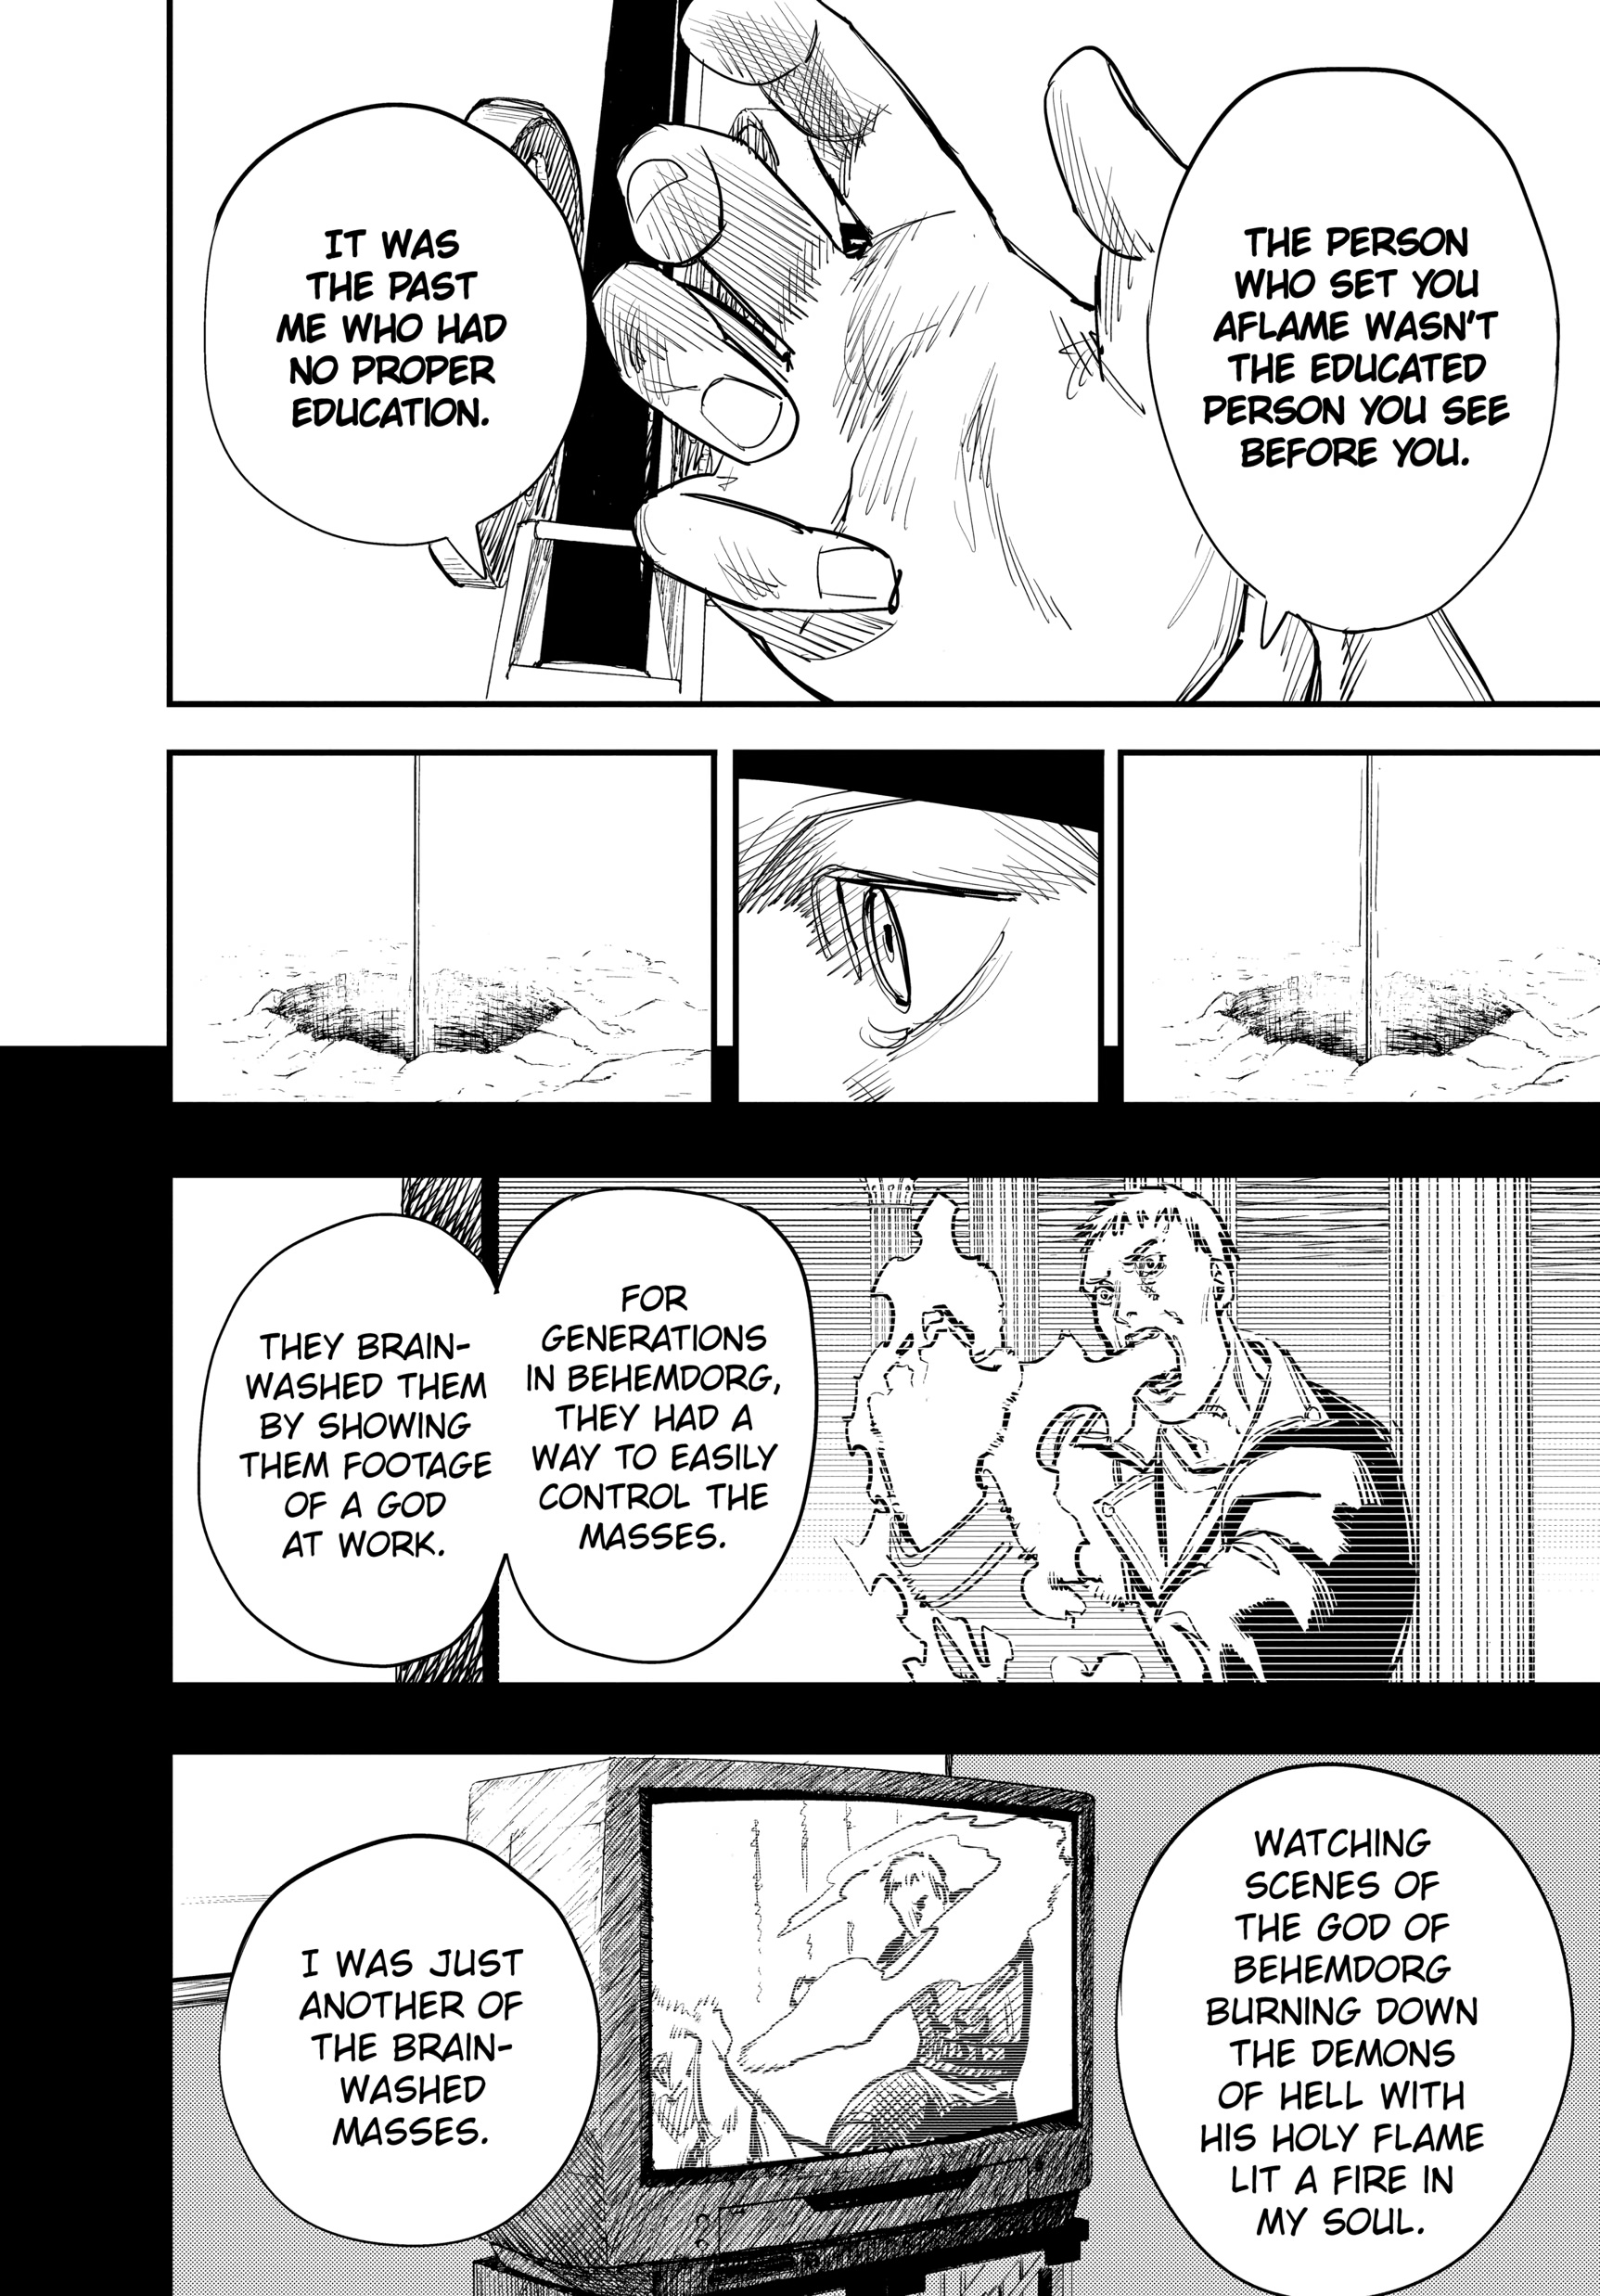 THE PERSON
WHO SET YOU
AFLAME WASN'T
THE EDUCATED
PERSON YOU SEE
BEFORE YOU.
IT WAS
THE PAST
ME WHO HAD
NO PROPER
EDUCATION.
FOR
GENERATIONS
IN BEHEMDORG,
THEY HAD A
WAY TO EASILY
CONTROL THE
MASSES.
THEY BRAIN-
WASHED THEM
BY SHOWING
THEM FOOTAGE
OF A GOD
AT WORK.
WATCHING
SCENES OF
THE GOD OF
BEHEMDORG
BURNING DOWN
THE DEMONS
OF HELL WITH
HIS HOLY FLAME
LIT A FIRE IN
MY SOUL.
I WAS JUST
ANOTHER OF
THE BRAIN-
WASHED
MASSES.